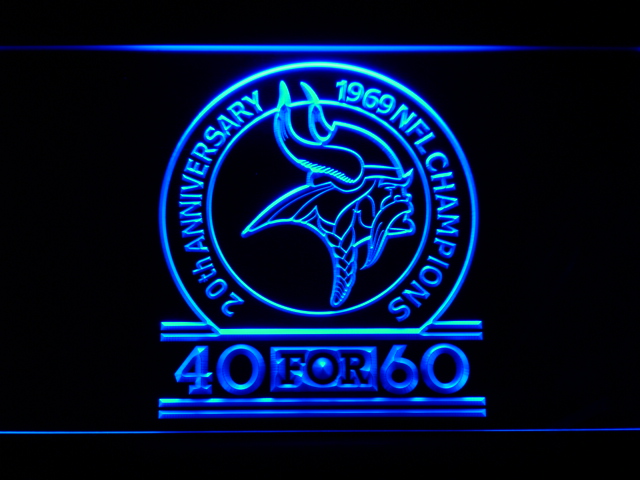 20th ANNIVERSARY
1969 NFL CHAMPIONS
40 FOR 60